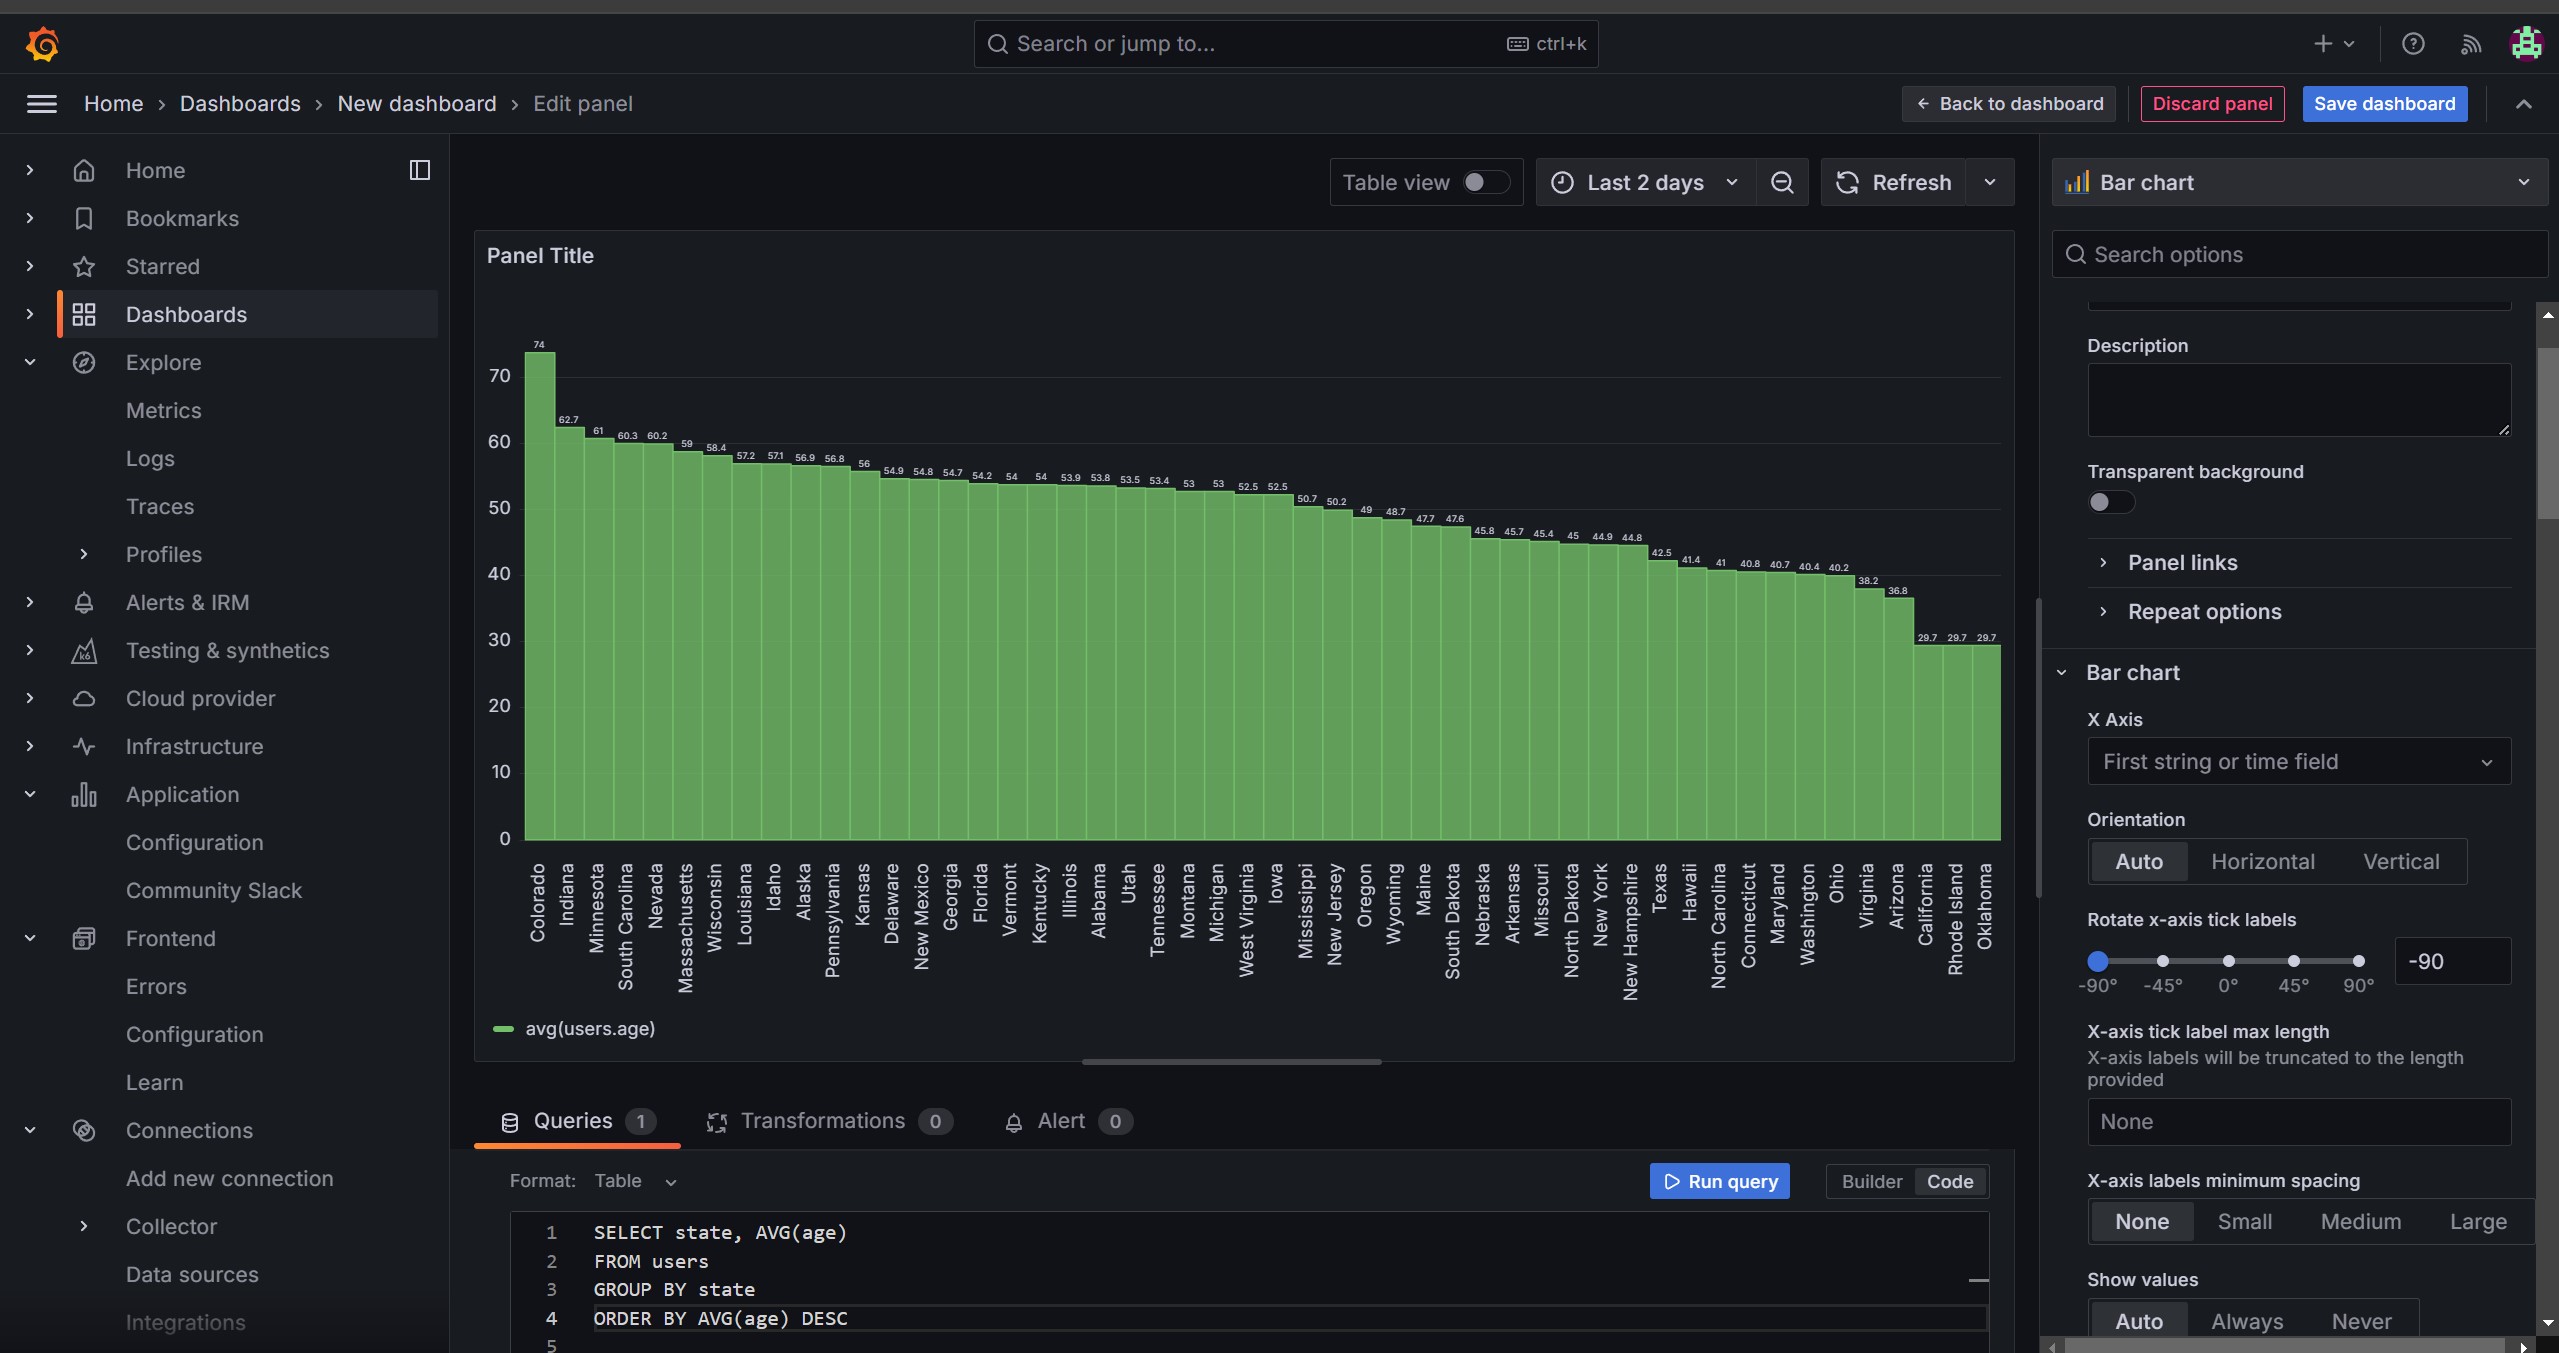 Search or jump to...
ctrl+k
Home > Dashboards > New dashboard > Edit panel
Back to dashboard
Discard panel
Save dashboard
Home
Bookmarks
Starred
Dashboards
Explore
Metrics
Logs
Traces
Profiles
Alerts & IRM
Testing & synthetics
Cloud provider
Infrastructure
Application
Configuration
Community Slack
Frontend
Errors
Configuration
Learn
Connections
Add new connection
Collector
Data sources
Integrations
k6
Table view
Last 2 days
Refresh
Panel Title
70
60
50
40
30
20
10
0
74
62.7
61
60.3
60.2
59
58.4
57.2
57.1
56.9
56.8
56
54.9
54.8
54.7
54.2
54
54
53.9
53.8
53.5
53.4
53
53
52.5
52.5
50.7
50.2
49
48.7
47.7
47.6
45.8
45.7
45.4
45
44.9
44.8
42.5
41.4
41
40.8
40.7
40.4
40.2
38.2
36.8
29.7
29.7
29.7
Colorado
Indiana
Minnesota
South Carolina
Nevada
Massachusetts
Wisconsin
Louisiana
Idaho
Alaska
Pennsylvania
Kansas
Delaware
New Mexico
Georgia
Florida
Vermont
Kentucky
Illinois
Alabama
Utah
Tennessee
Montana
Michigan
West Virginia
Iowa
Mississippi
New Jersey
Oregon
Wyoming
Maine
South Dakota
Nebraska
Arkansas
Missouri
North Dakota
New York
New Hampshire
Texas
Hawaii
North Carolina
Connecticut
Maryland
Washington
Ohio
Virginia
Arizona
California
Rhode Island
Oklahoma
avg(users.age)
Queries 1
Transformations 0
Alert 0
Format: Table
Run query
Builder Code
1 SELECT state, AVG(age)
2 FROM users
3 GROUP BY state
4 ORDER BY AVG(age) DESC
5
Bar chart
Search options
Description
Transparent background
Panel links
Repeat options
Bar chart
X Axis
First string or time field
Orientation
Auto Horizontal Vertical
Rotate x-axis tick labels
-90
-90° -45° 0° 45° 90°
X-axis tick label max length
X-axis labels will be truncated to the length
provided
None
X-axis labels minimum spacing
None Small Medium Large
Show values
Auto Always Never